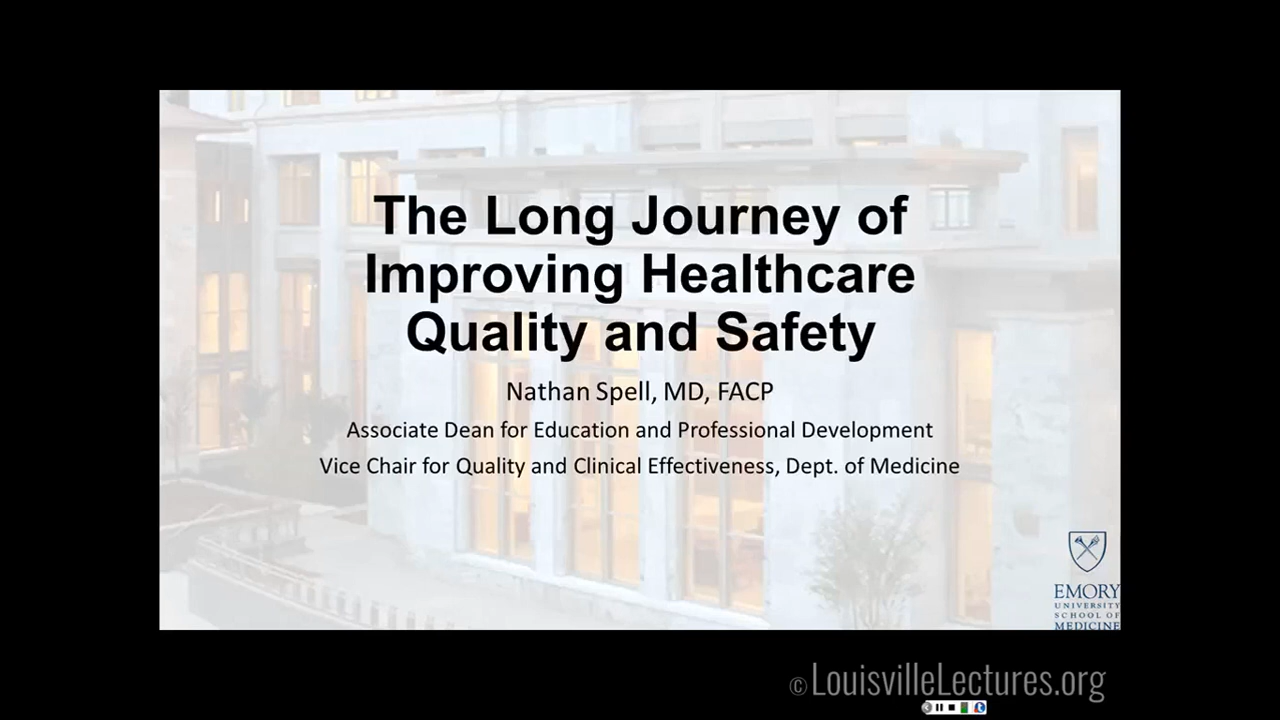 The Long Journey of
Improving Healthcare
Quality and Safety
Nathan Spell, MD, FACP
Associate Dean for Education and Professional Development
Vice Chair for Quality and Clinical Effectiveness, Dept. of Medicine
EMORY
UNIVERSITY
SCHOOL OF
MEDICINE
© LouisvilleLectures.org